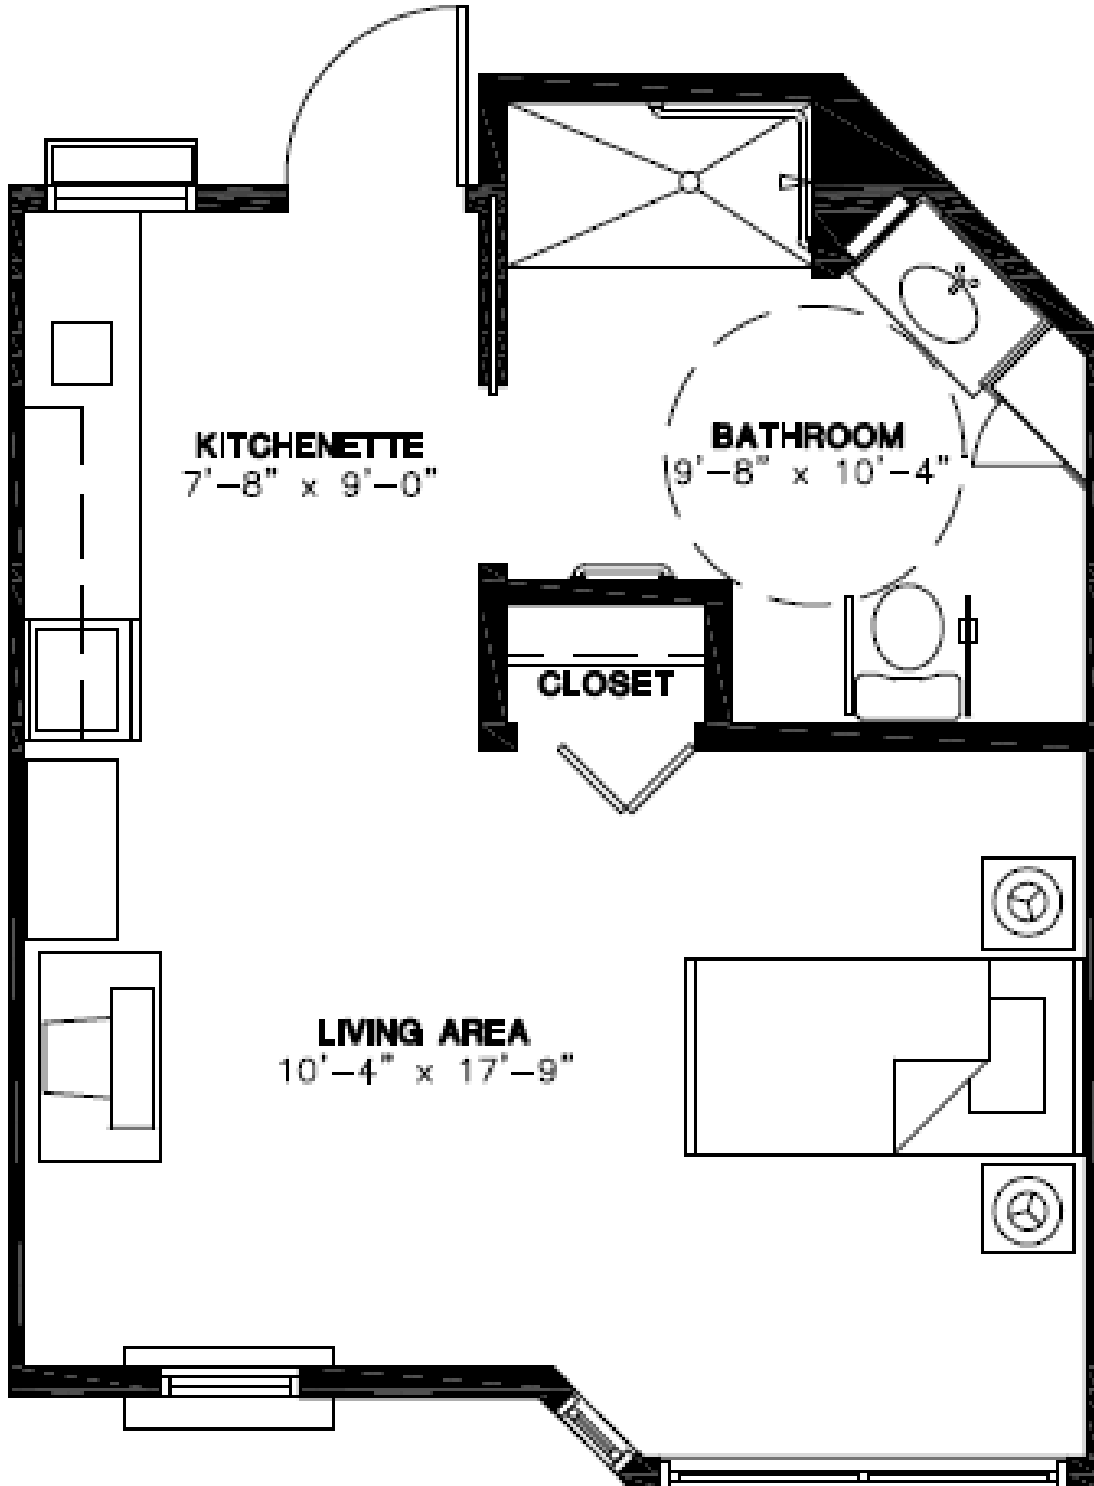 KITCHENETTE
7'-8" x 9'-0"
BATHROOM
9'-8" x 10'-4"
CLOSET
LIVING AREA
10'-4" x 17'-9"